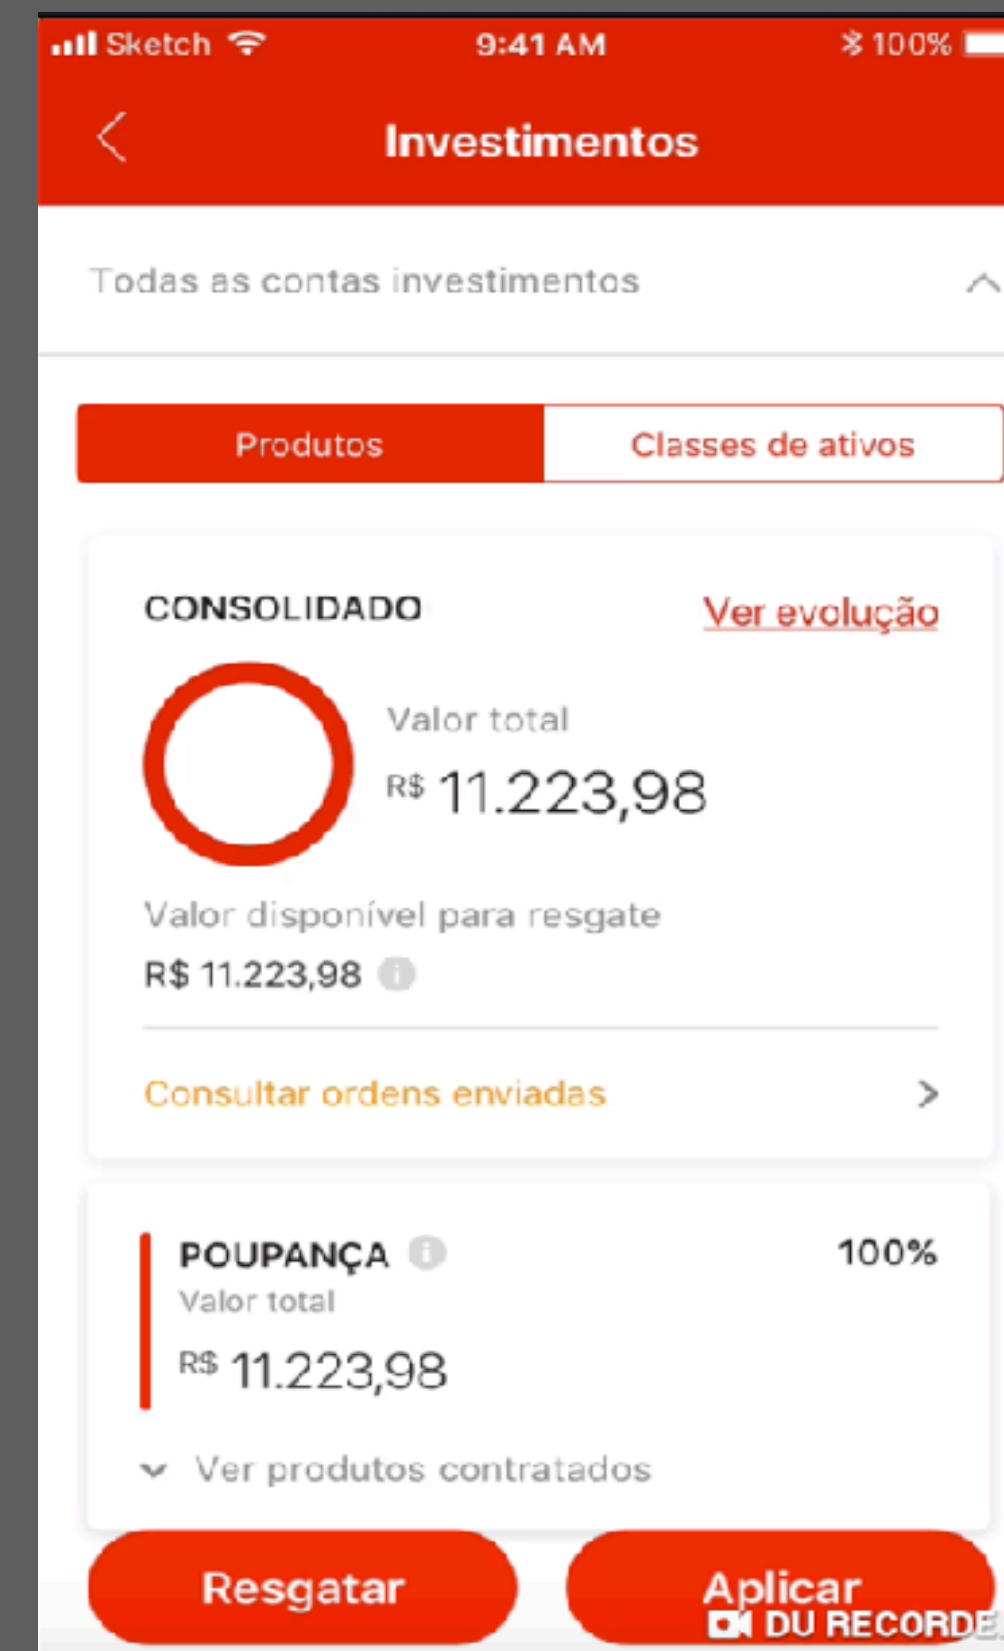 Sketch 9:41 AM 100%
Investimentos
Todas as contas investimentos
Produtos Classes de ativos
CONSOLIDADO Ver evolução
Valor total
R$ 11.223,98
Valor disponível para resgate
R$ 11.223,98
Consultar ordens enviadas
POUPANÇA 100%
Valor total
R$ 11.223,98
Ver produtos contratados
Resgatar Aplicar
DU RECORDE